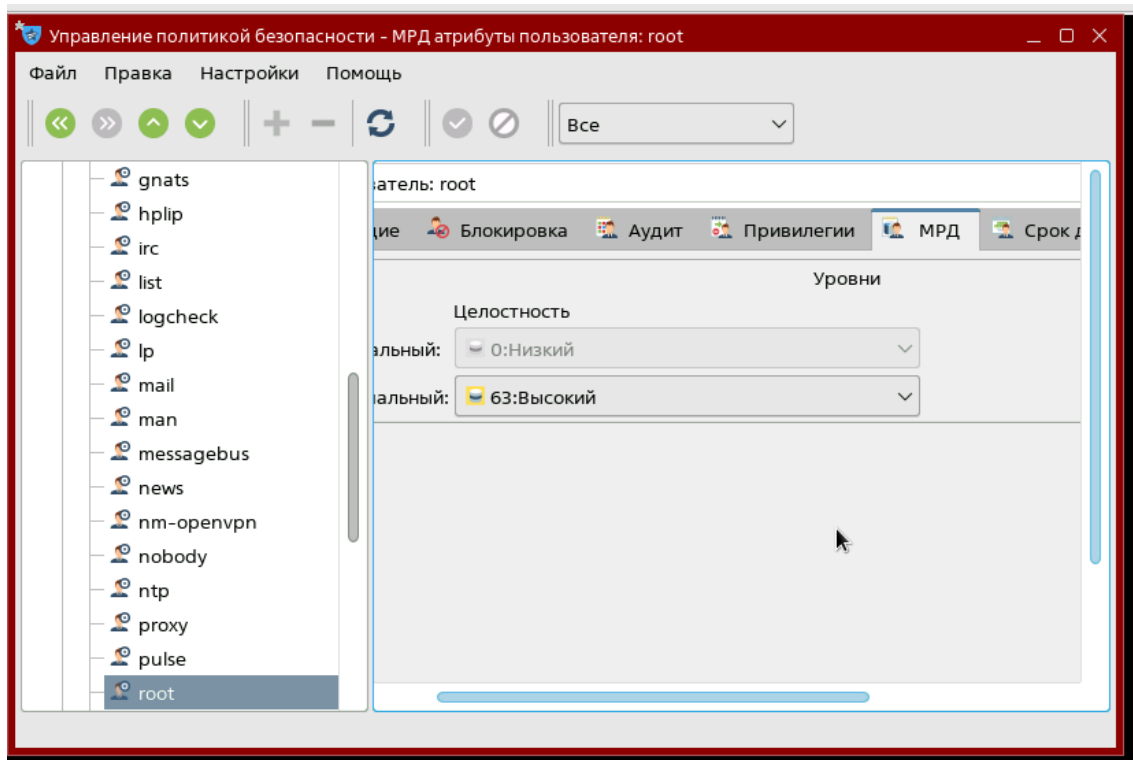 Управление политикой безопасности - МРД атрибуты пользователя: root
Файл Правка Настройки Помощь
Все
gnats
hplip
irc
list
logcheck
lp
mail
man
messagebus
news
nm-openvpn
nobody
ntp
proxy
pulse
root
ватель: root
щие Блокировка Аудит Привилегии МРД Срок д
Уровни
Целостность
альный: 0:Низкий
альный: 63:Высокий